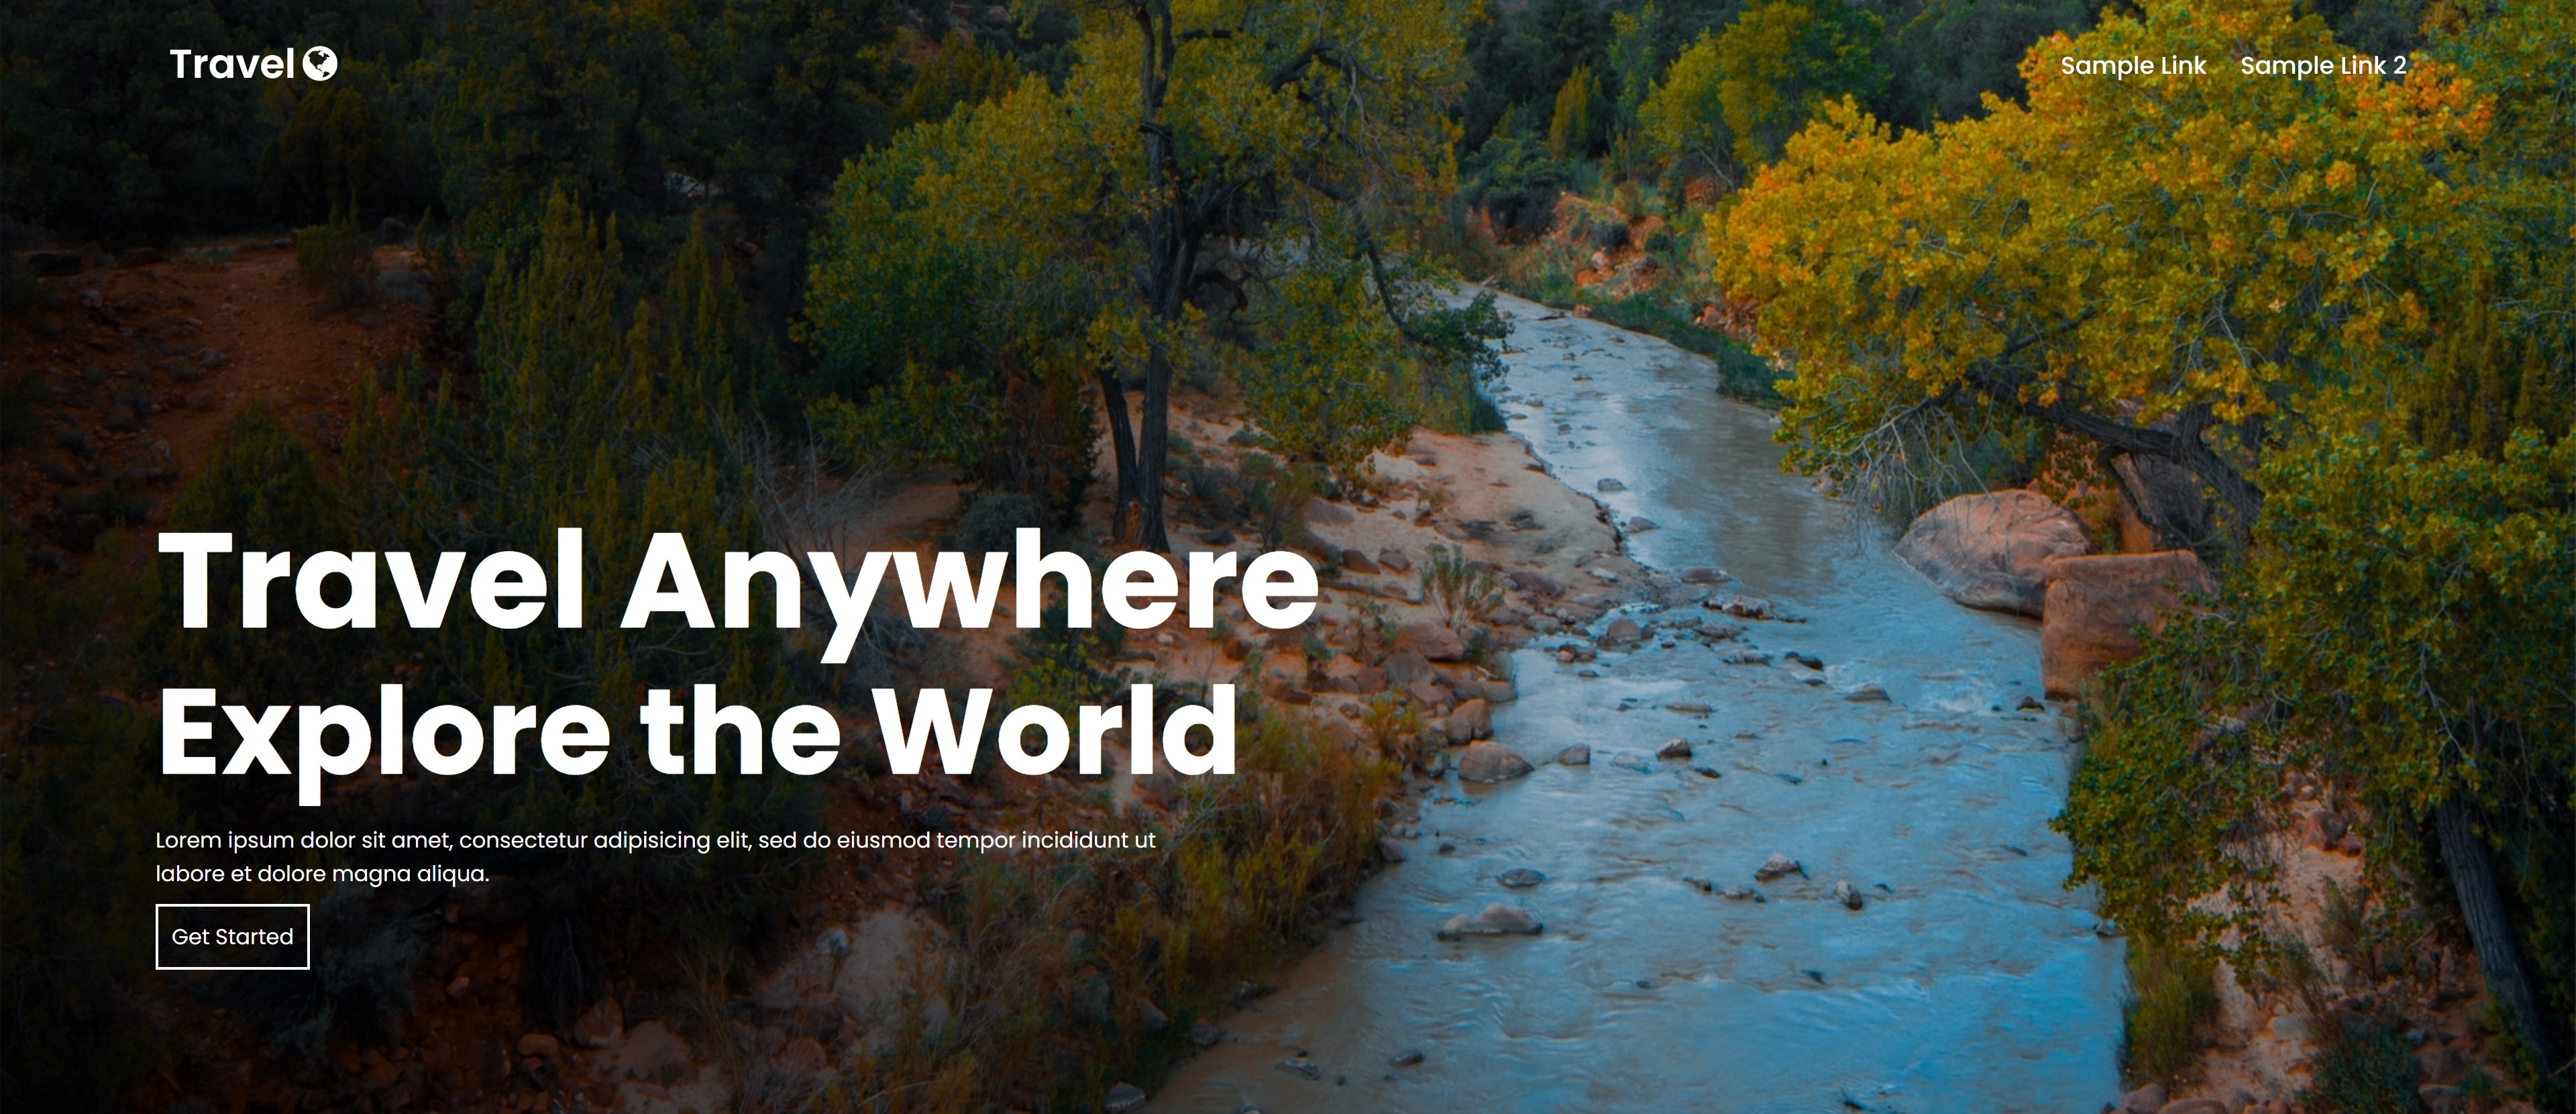 Travel
Sample Link
Sample Link 2
Travel Anywhere
Explore the World
Lorem ipsum dolor sit amet, consectetur adipisicing elit, sed do eiusmod tempor incididunt ut
labore et dolore magna aliqua.
Get Started